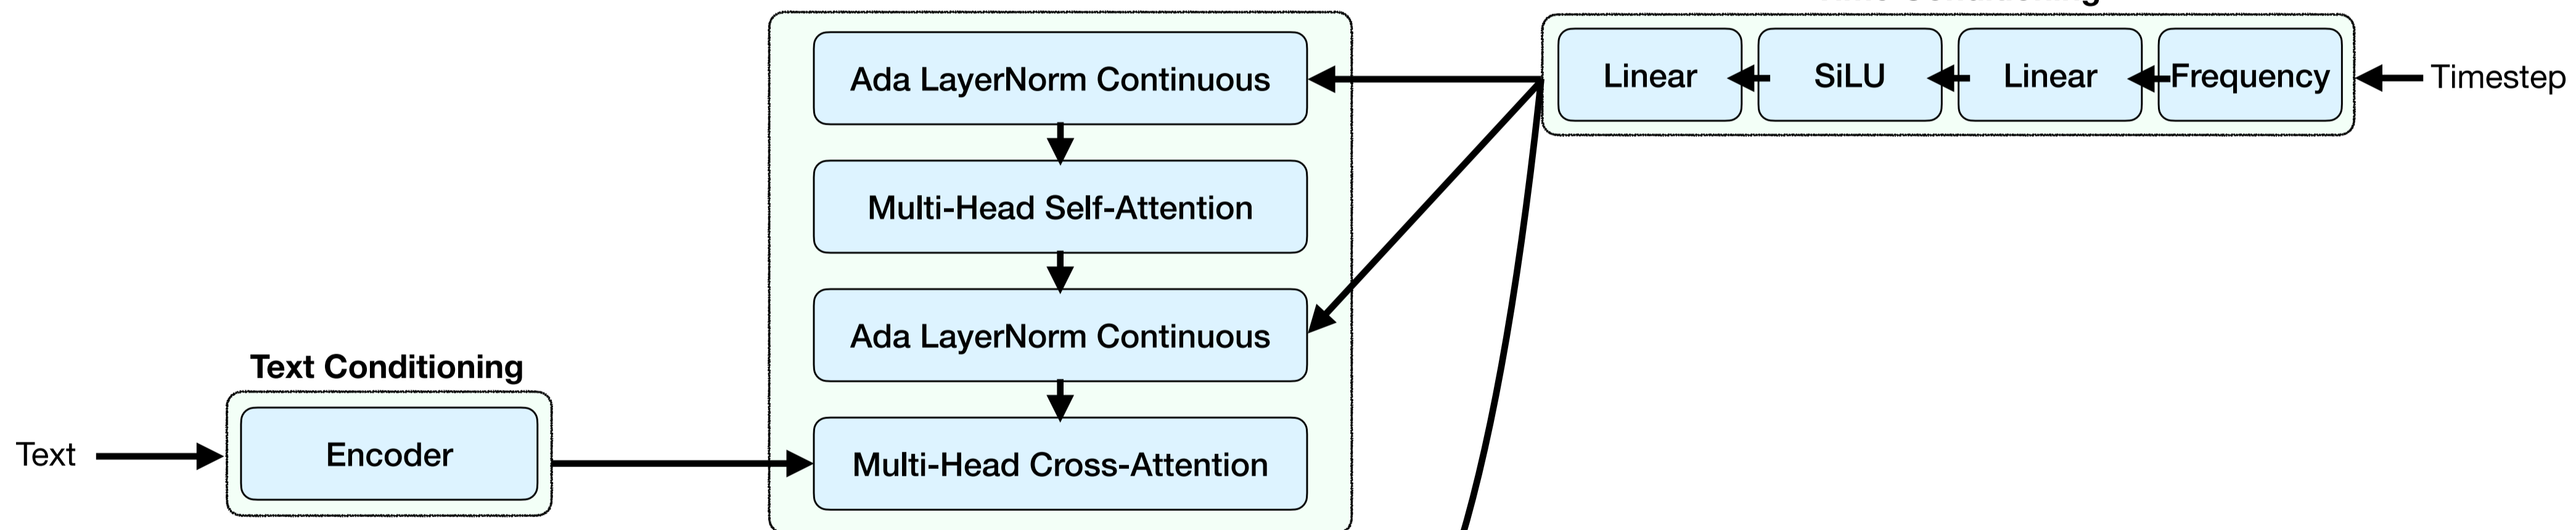 Ada LayerNorm Continuous
Multi-Head Self-Attention
Ada LayerNorm Continuous
Multi-Head Cross-Attention
Linear
SiLU
Linear
Frequency
Timestep
Text Conditioning
Text
Encoder